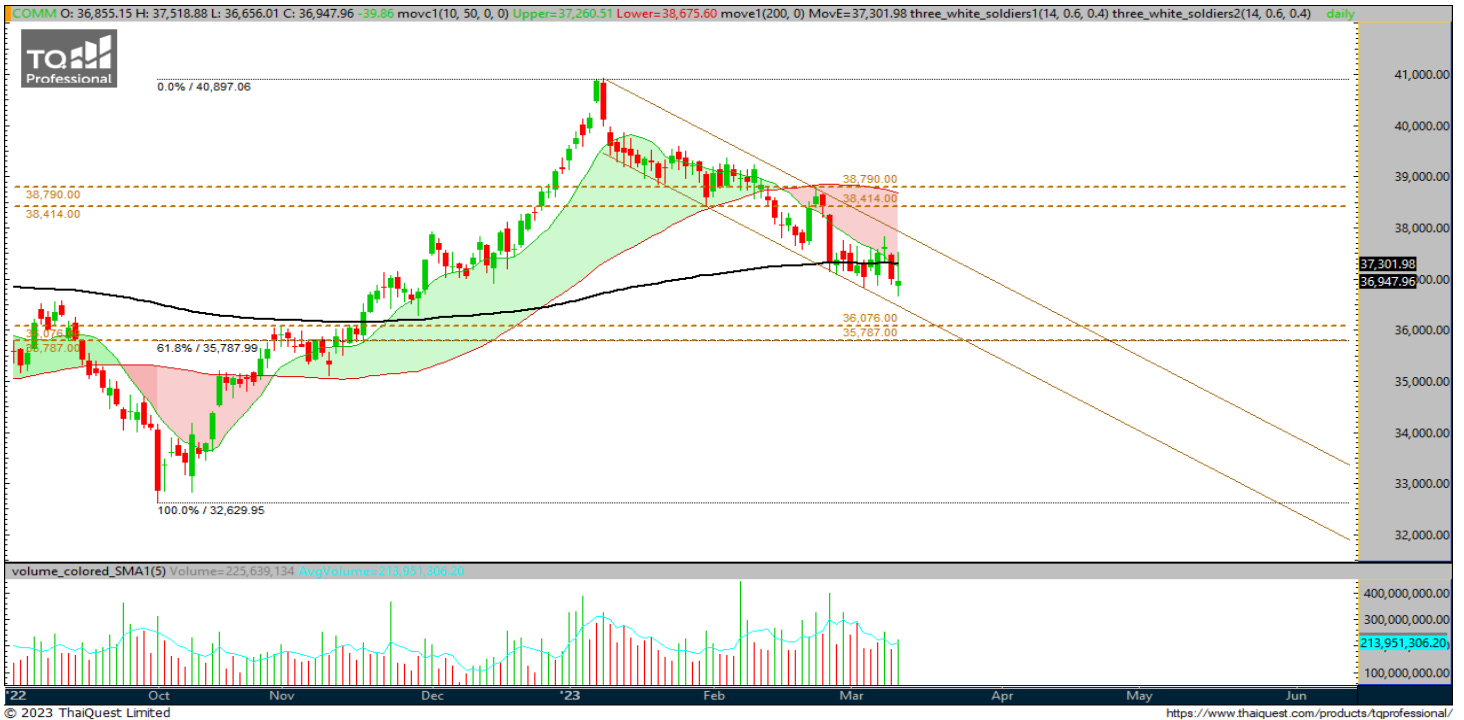 COMM O: 36,855.15 H: 37,518.88 L: 36,656.01 C: 36,947.96 -39.86 movc1(10, 50, 0, 0) Upper=37,260.51 Lower=38,675.60 move1(200, 0) MovE=37,301.98 three_white_soldiers1(14, 0.6, 0.4) three_white_soldiers2(14, 0.6, 0.4) daily
TQ
Professional
0.0% / 40,897.06
41,000.00
40,000.00
39,000.00
38,790.00
38,790.00
38,414.00
38,414.00
38,000.00
37,301.98
36,947.96
36,076.00
36,000.00
35,787.00
61.8% / 35,787.99
35,000.00
34,000.00
33,000.00
100.0% / 32,629.95
32,000.00
volume_colored_SMA1(5) Volume=225,639,134 AvgVolume=213,951,306.20
400,000,000.00
300,000,000.00
213,951,306.20
100,000,000.00
'22 Oct Nov Dec '23 Feb Mar Apr May Jun
© 2023 ThaiQuest Limited
https://www.thaiquest.com/products/tqprofessional/